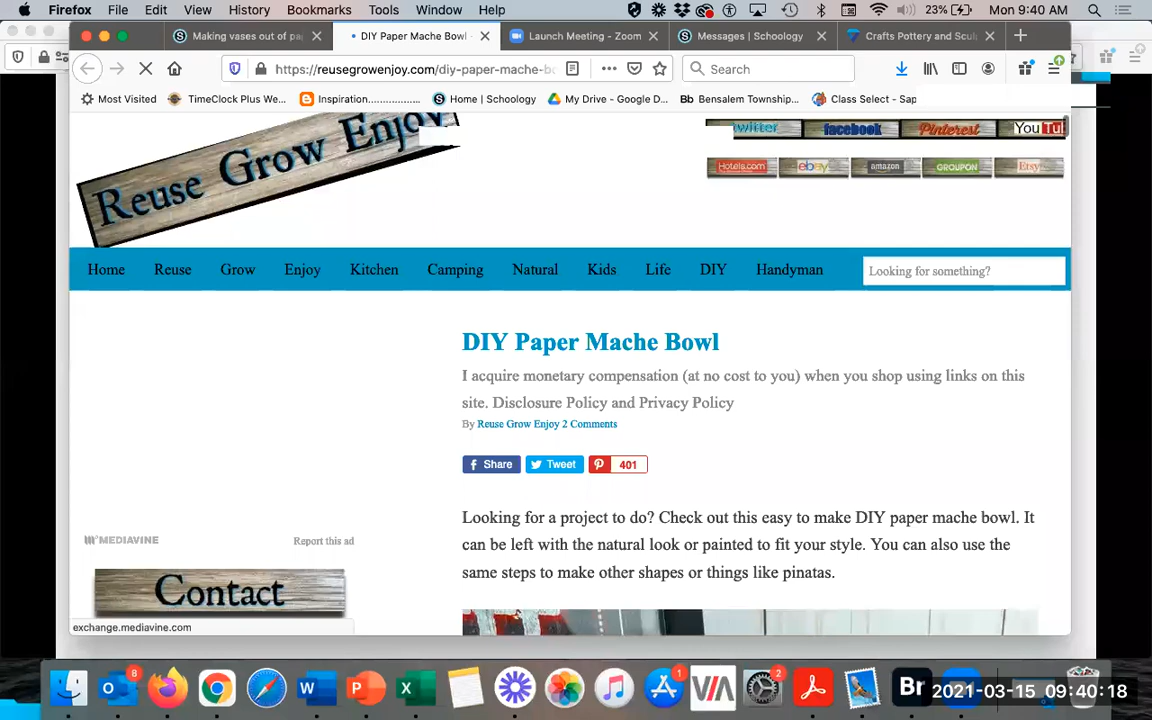 Firefox File Edit View History Bookmarks Tools Window Help 23% Mon 9:40 AM
Making vases out of pa DIY Paper Mache Bowl - Launch Meeting - Zoom Messages | Schoology Crafts Pottery and Scul
https://reusegrowenjoy.com/diy-paper-mache-bo Search
Most Visited TimeClock Plus We... Inspiration................. Home | Schoology My Drive - Google D... Bb Bensalem Township... Class Select - Sap
Reuse Grow Enjoy
twitter facebook Pinterest YouTu
Hotels.com ebay amazon GROUPON Etsy
Home Reuse Grow Enjoy Kitchen Camping Natural Kids Life DIY Handyman Looking for something?
DIY Paper Mache Bowl
I acquire monetary compensation (at no cost to you) when you shop using links on this
site. Disclosure Policy and Privacy Policy
By Reuse Grow Enjoy 2 Comments
Share Tweet 401
Looking for a project to do? Check out this easy to make DIY paper mache bowl. It
can be left with the natural look or painted to fit your style. You can also use the
same steps to make other shapes or things like pinatas.
MEDIAVINE Report this ad
Contact
exchange.mediavine.com
8 1 VIA 2 Br
2021-03-15 09:40:18